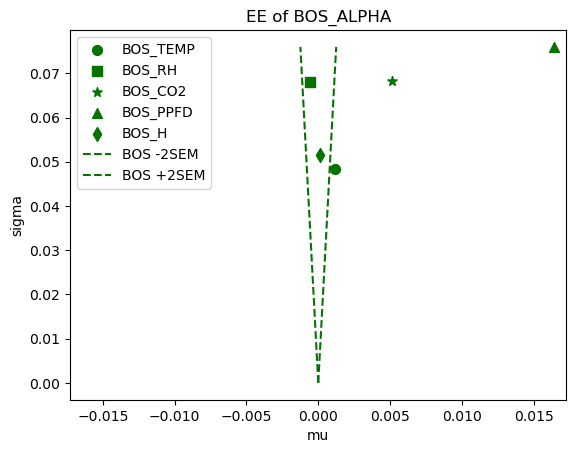 EE of BOS_ALPHA
BOS_TEMP
BOS_RH
BOS_CO2
BOS_PPFD
BOS_H
BOS -2SEM
BOS +2SEM
sigma
0.07
0.06
0.05
0.04
0.03
0.02
0.01
0.00
−0.015 −0.010 −0.005 0.000 0.005 0.010 0.015
mu